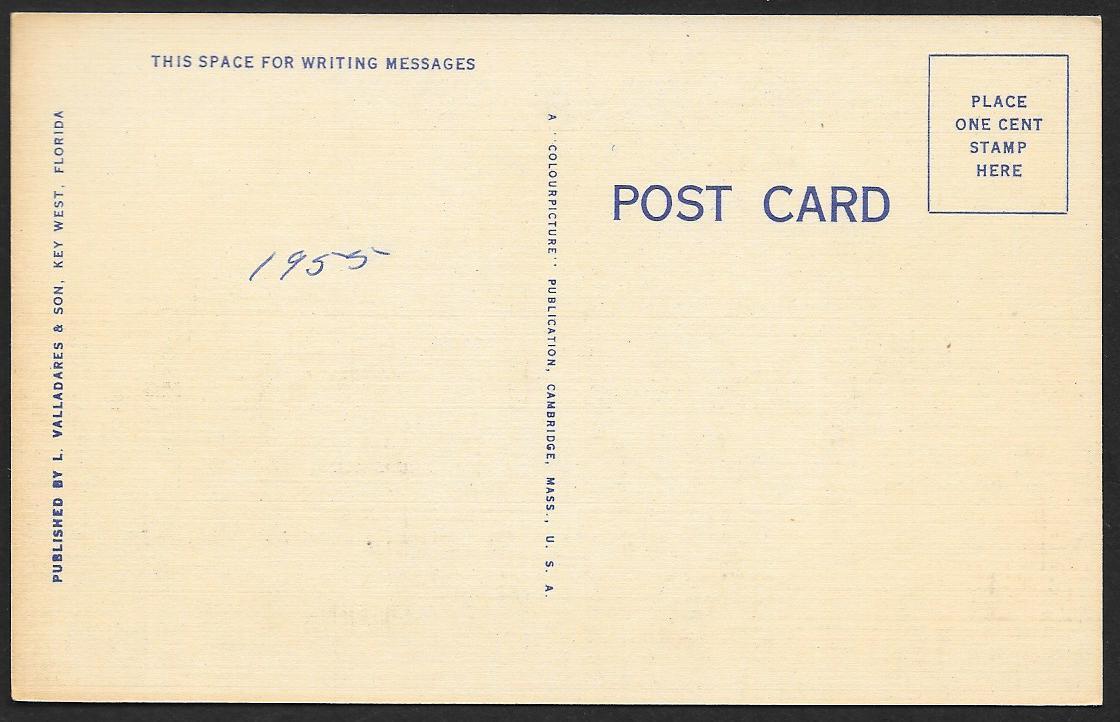 THIS SPACE FOR WRITING MESSAGES
PUBLISHED BY L. VALLADARES & SON, KEY WEST, FLORIDA
1955
A "COLOURPICTURE" PUBLICATION, CAMBRIDGE, MASS., U. S. A.
POST CARD
PLACE
ONE CENT
STAMP
HERE